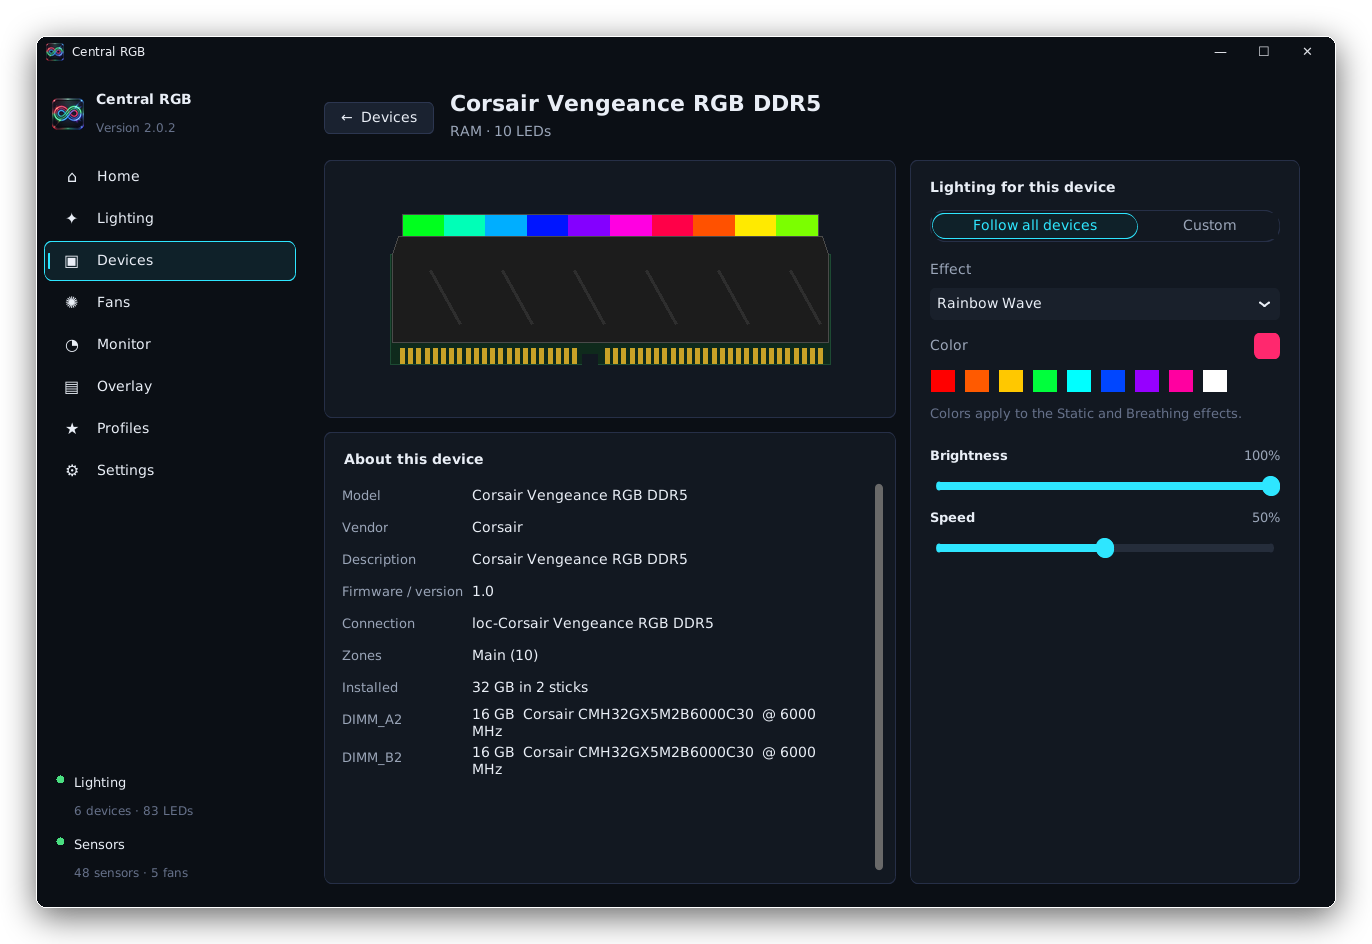 Central RGB
Central RGB
Version 2.0.2
Home
Lighting
Devices
Fans
Monitor
Overlay
Profiles
Settings
Lighting
6 devices · 83 LEDs
Sensors
48 sensors · 5 fans
← Devices
Corsair Vengeance RGB DDR5
RAM · 10 LEDs
About this device
Model Corsair Vengeance RGB DDR5
Vendor Corsair
Description Corsair Vengeance RGB DDR5
Firmware / version 1.0
Connection loc-Corsair Vengeance RGB DDR5
Zones Main (10)
Installed 32 GB in 2 sticks
DIMM_A2 16 GB Corsair CMH32GX5M2B6000C30 @ 6000
MHz
DIMM_B2 16 GB Corsair CMH32GX5M2B6000C30 @ 6000
MHz
Lighting for this device
Follow all devices Custom
Effect
Rainbow Wave
Color
Colors apply to the Static and Breathing effects.
Brightness 100%
Speed 50%